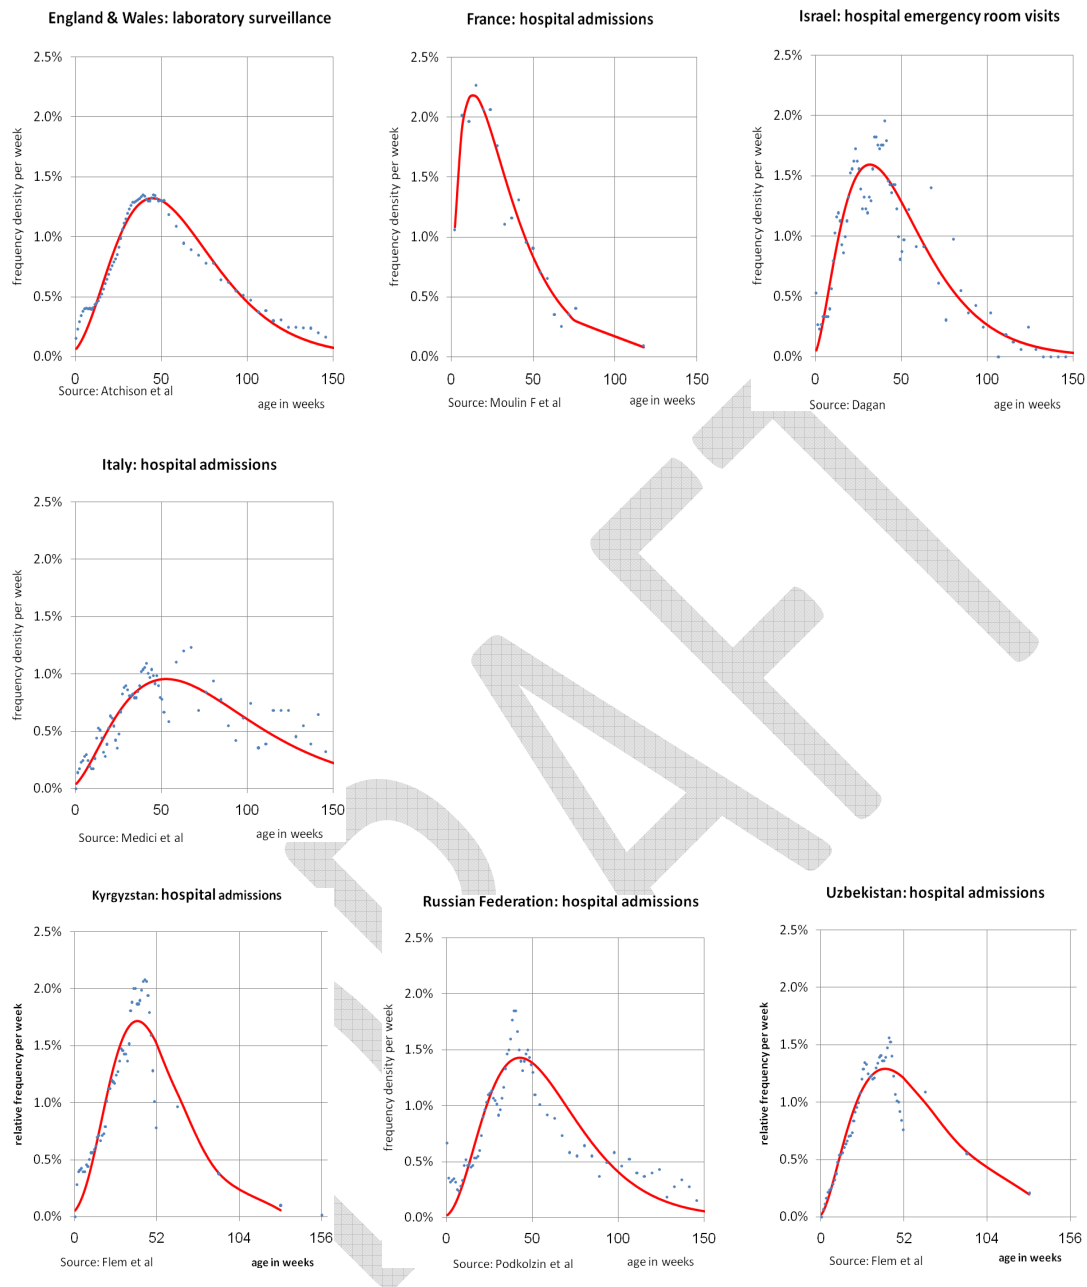 England & Wales: laboratory surveillance
frequency density per week
2.5%
2.0%
1.5%
1.0%
0.5%
0.0%
0 50 100 150
Source: Atchison et al
age in weeks
France: hospital admissions
frequency density per week
2.5%
2.0%
1.5%
1.0%
0.5%
0.0%
0 50 100 150
Source: Moulin F et al
age in weeks
Israel: hospital emergency room visits
frequency density per week
2.5%
2.0%
1.5%
1.0%
0.5%
0.0%
0 50 100 150
Source: Dagan
age in weeks
Italy: hospital admissions
frequency density per week
2.5%
2.0%
1.5%
1.0%
0.5%
0.0%
0 50 100 150
Source: Medici et al
age in weeks
Kyrgyzstan: hospital admissions
relative frequency per week
2.5%
2.0%
1.5%
1.0%
0.5%
0.0%
0 52 104 156
Source: Flem et al
age in weeks
Russian Federation: hospital admissions
frequency density per week
2.5%
2.0%
1.5%
1.0%
0.5%
0.0%
0 50 100 150
Source: Podkolzin et al
age in weeks
Uzbekistan: hospital admissions
relative frequency per week
2.5%
2.0%
1.5%
1.0%
0.5%
0.0%
0 52 104 156
Source: Flem et al
age in weeks
DRAFT